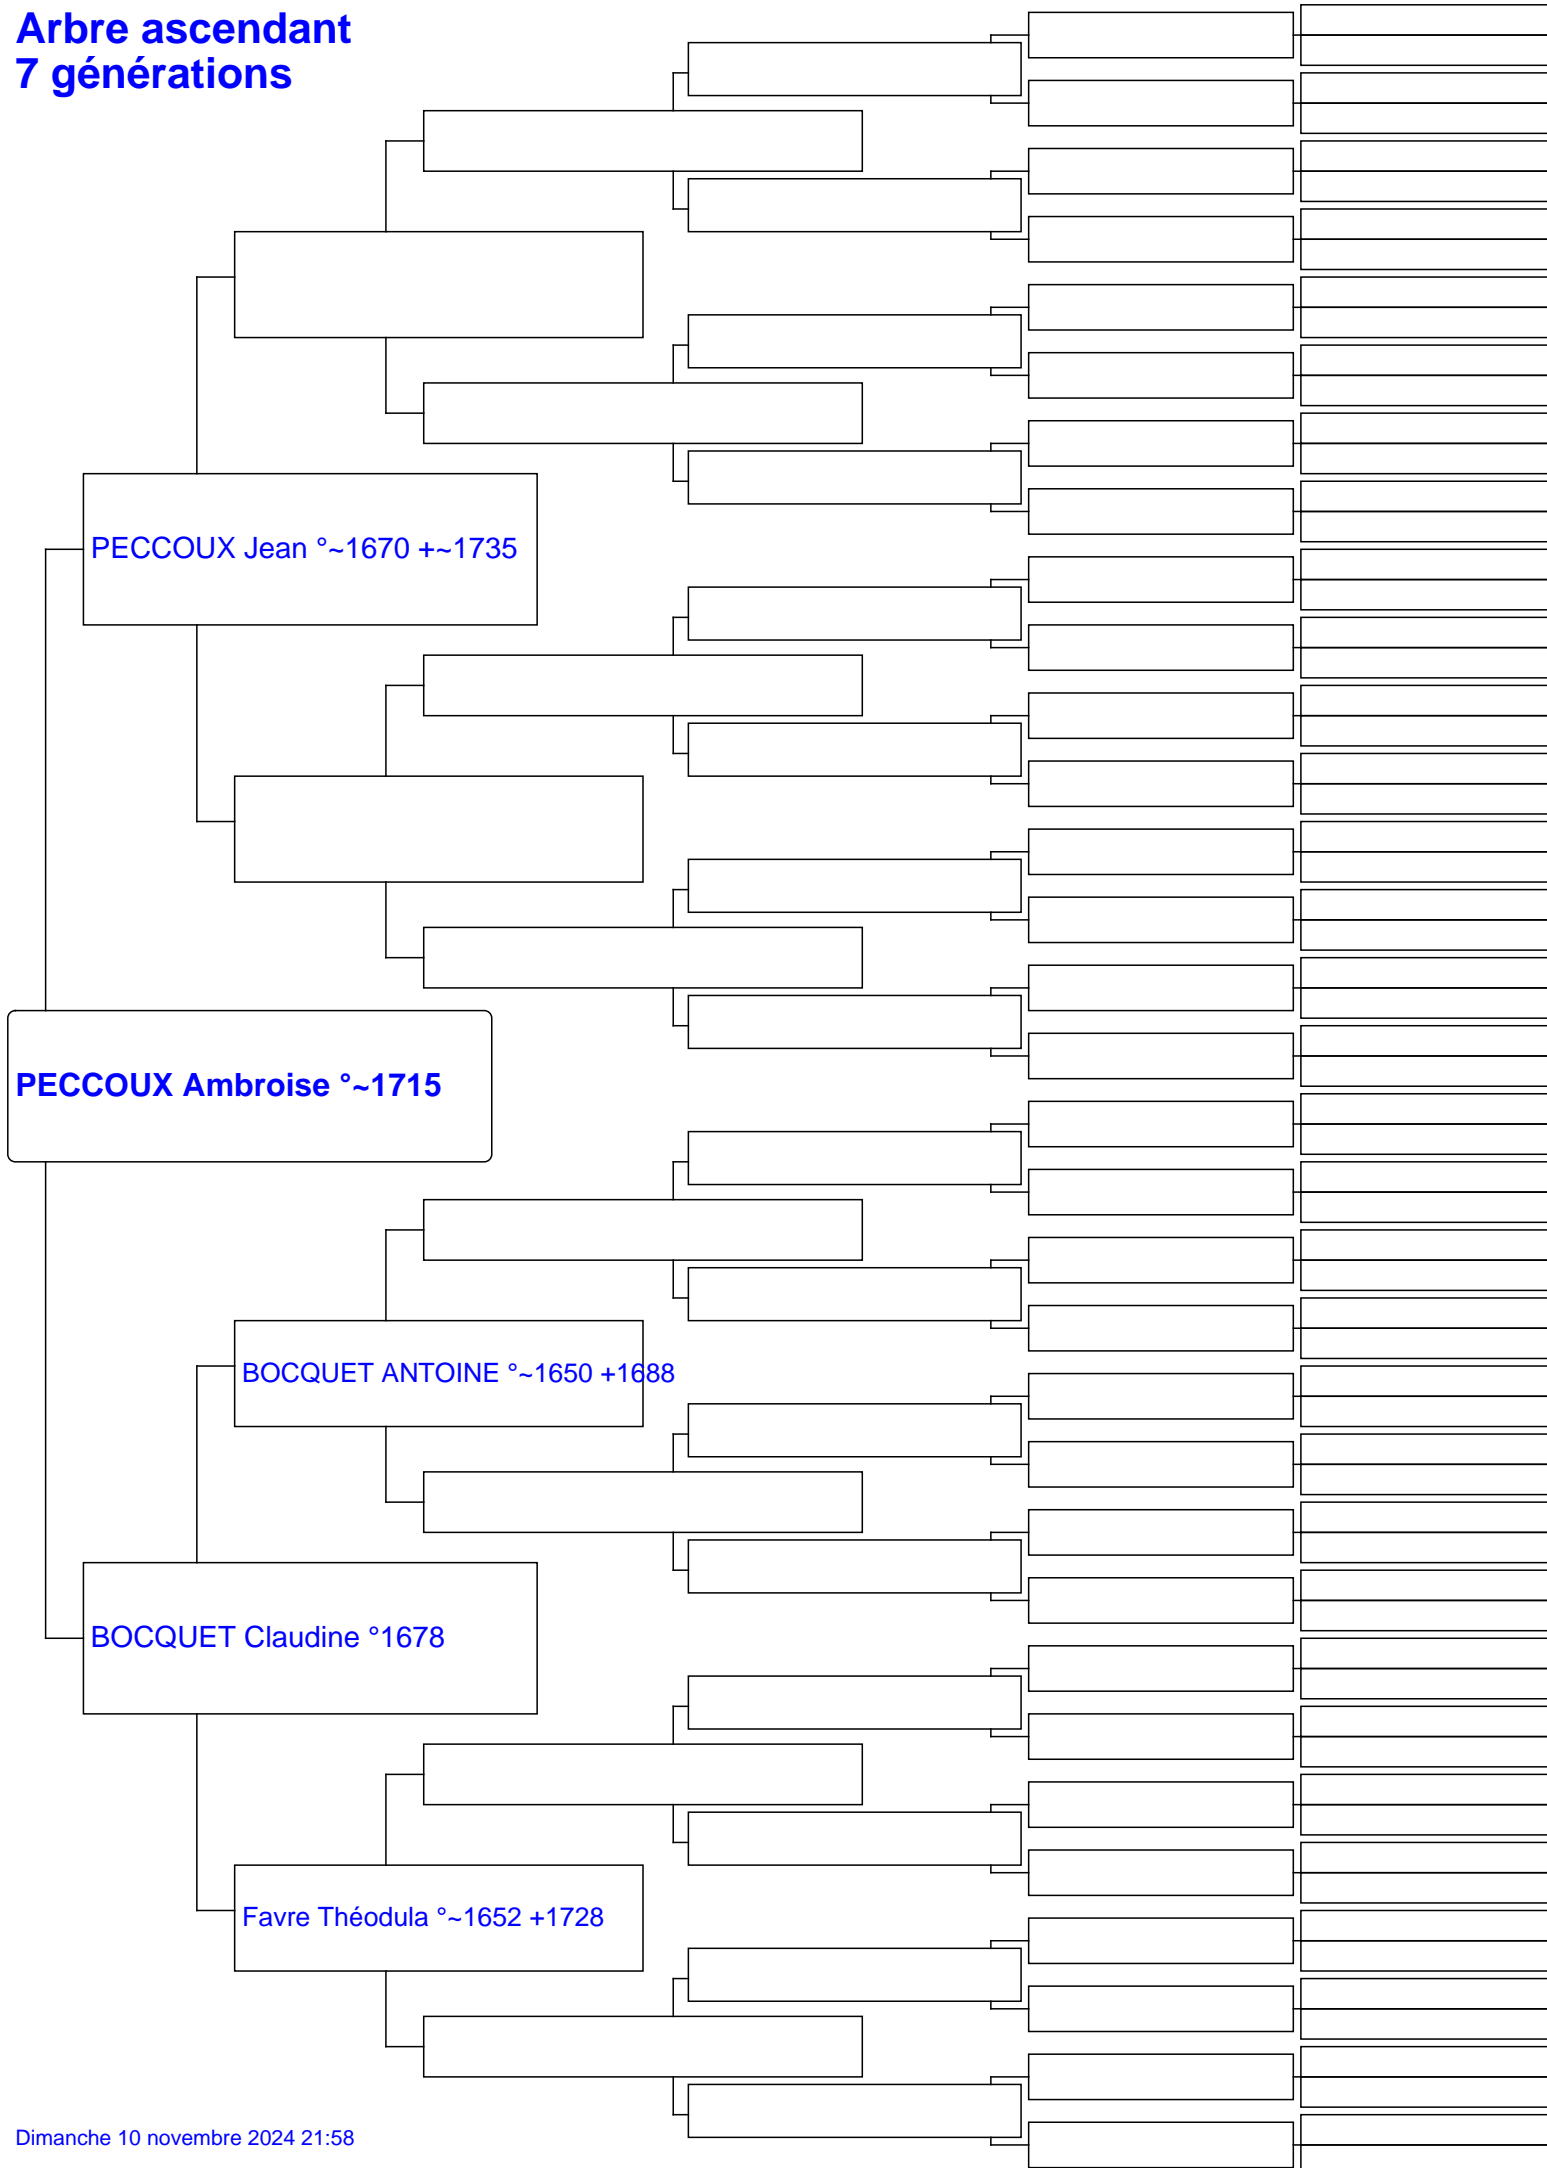 Arbre ascendant
7 générations
PECCOUX Jean °~1670 +~1735
PECCOUX Ambroise °~1715
BOCQUET ANTOINE °~1650 +1688
BOCQUET Claudine °1678
Favre Théodula °~1652 +1728
Dimanche 10 novembre 2024 21:58